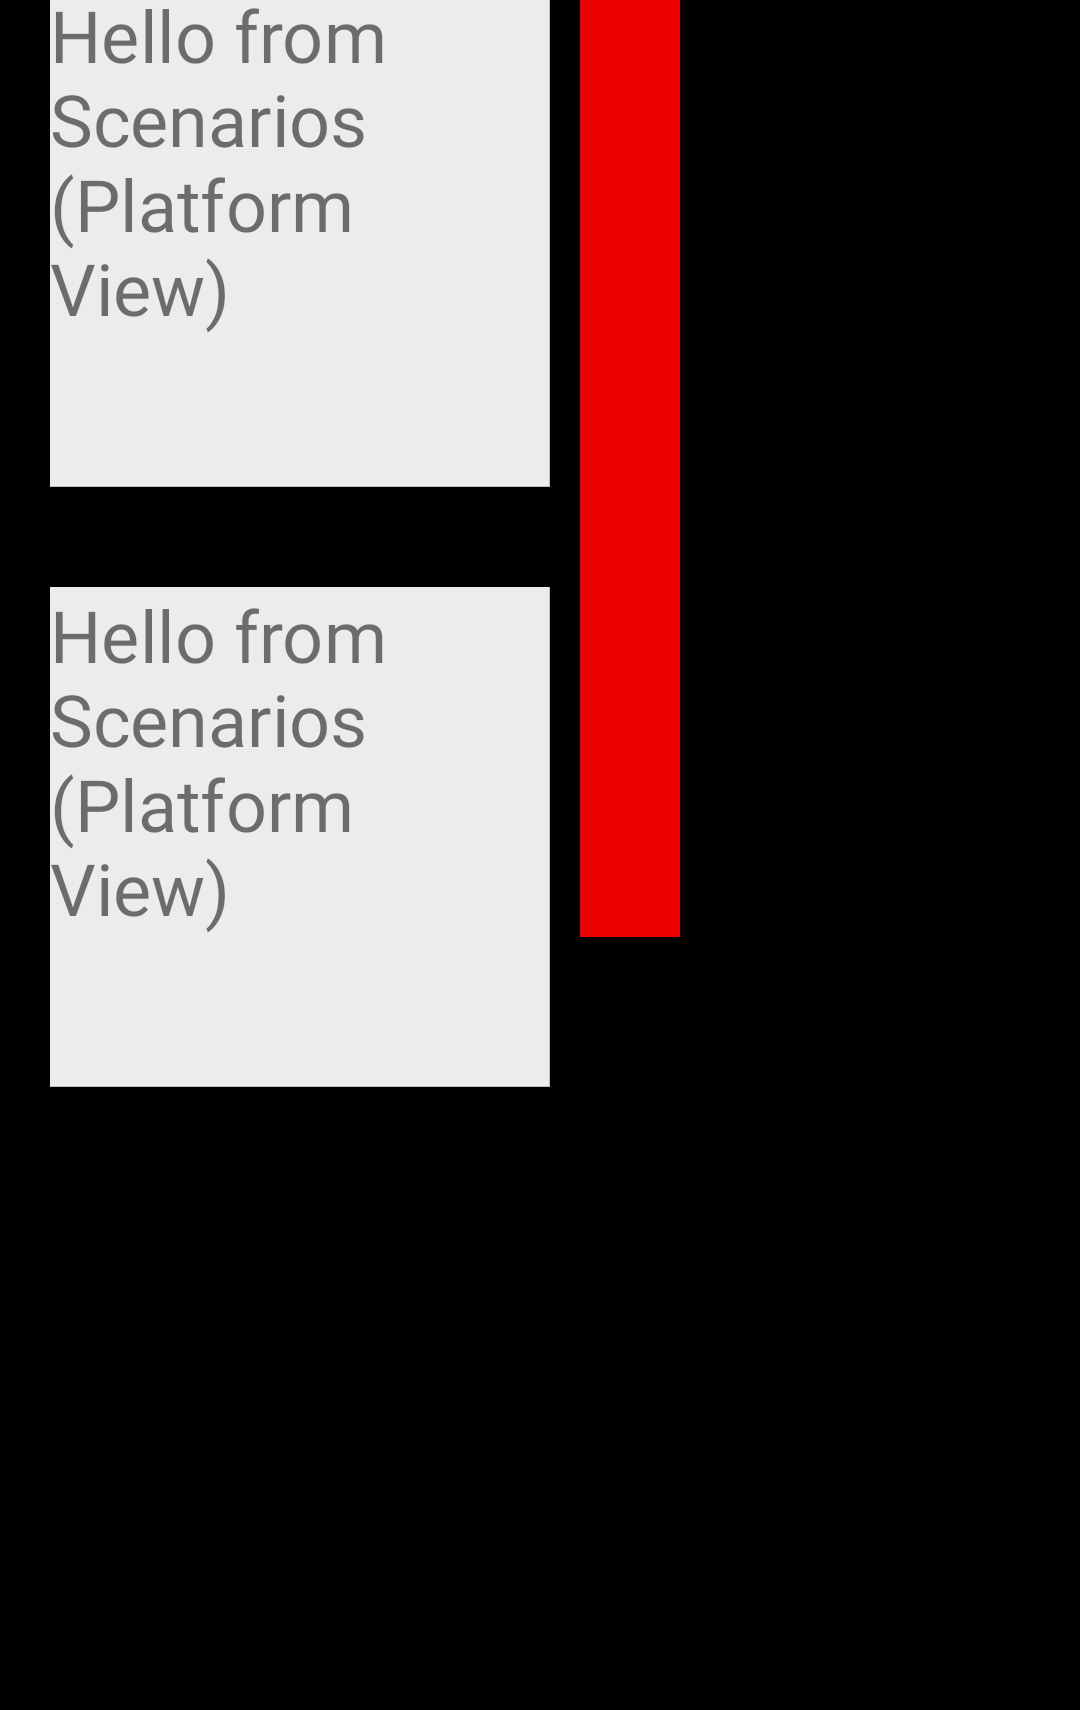 Hello from
Scenarios
(Platform
View)
Hello from
Scenarios
(Platform
View)